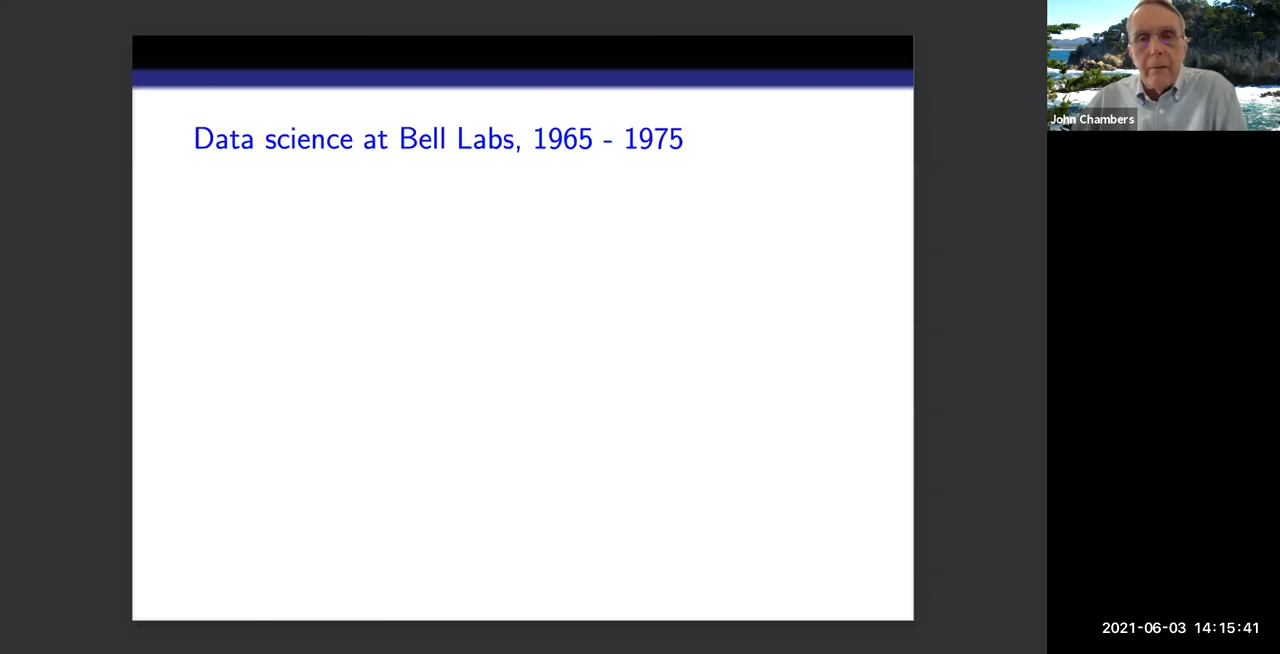 Data science at Bell Labs, 1965 - 1975
John Chambers
2021-06-03 14:15:41